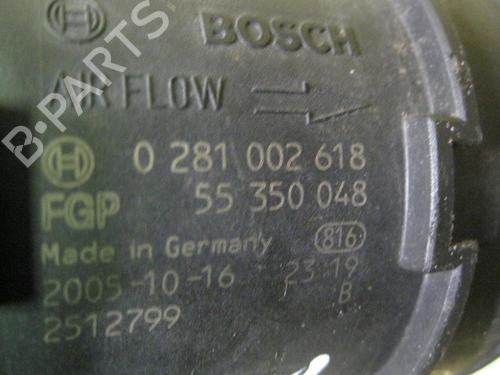 BOSCH
B-PARTS
AIR FLOW
0 281 002 618
FGP 55 350 048
Made in Germany 816
2005-10-16 23:19
B
2512799